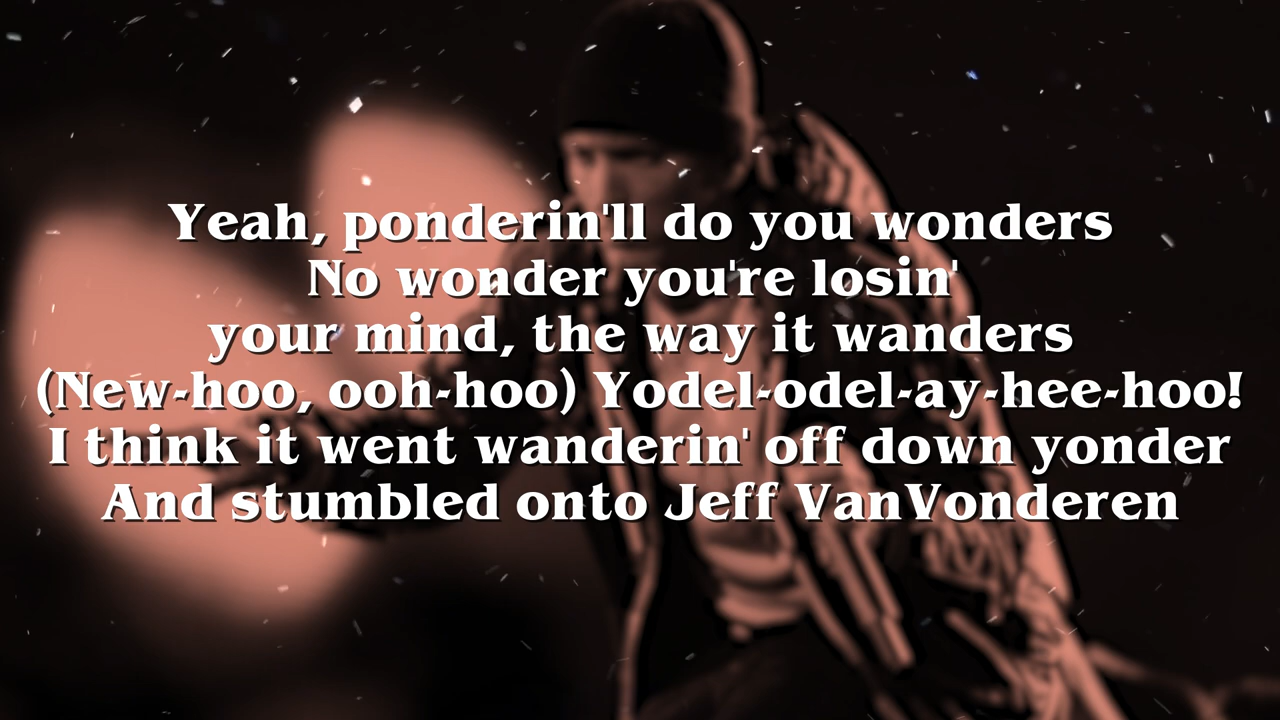 Yeah, ponderin'll do you wonders
No wonder you're losin'
your mind, the way it wanders
(New-hoo, ooh-hoo) Yodel-odel-ay-hee-hoo!
I think it went wanderin' off down yonder
And stumbled onto Jeff VanVonderen